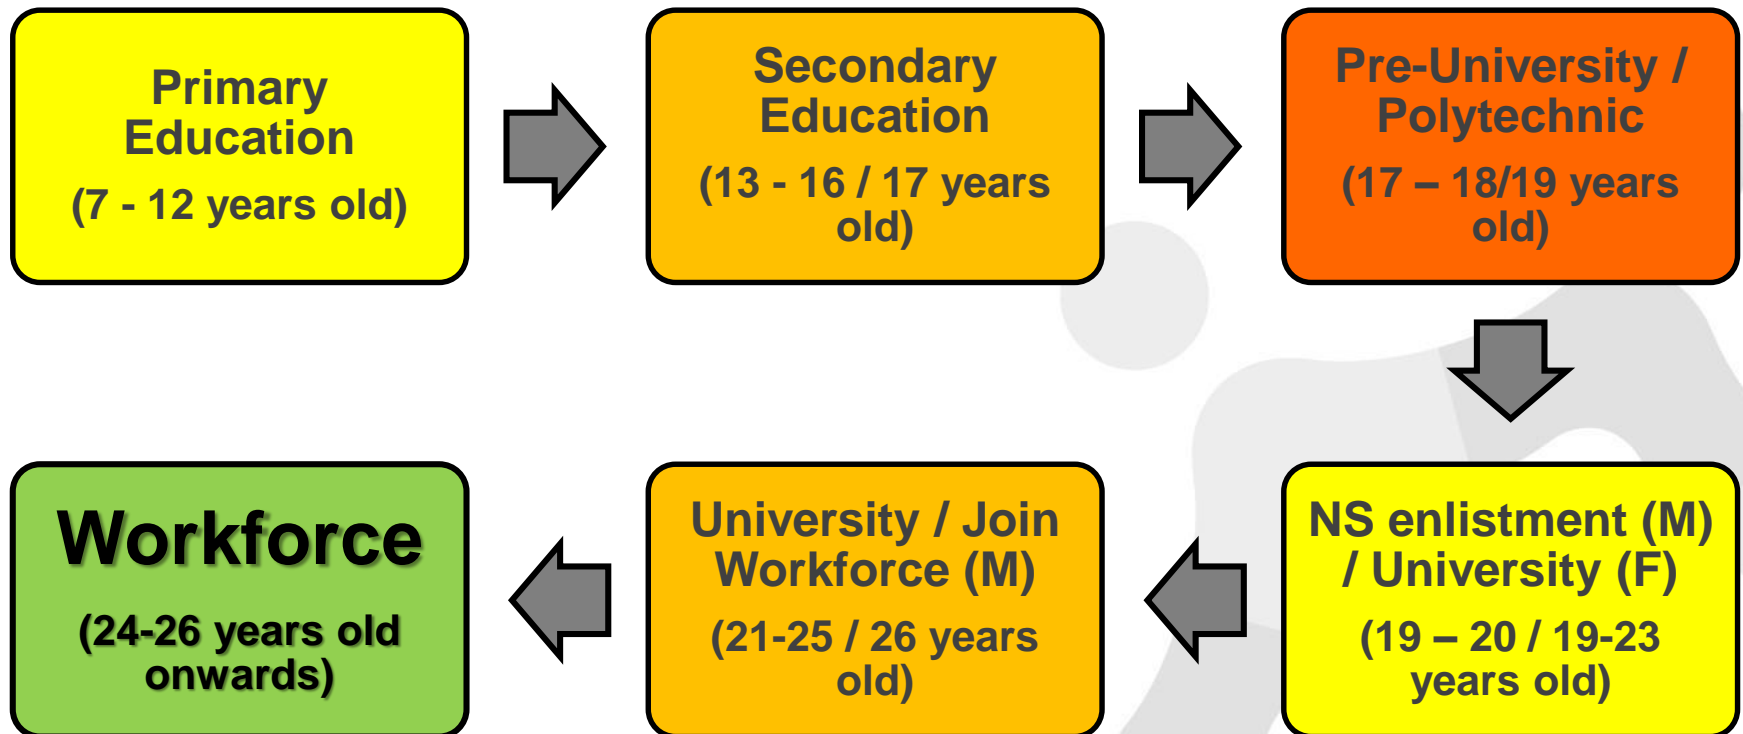 Primary
Education
(7 - 12 years old)
Secondary
Education
(13 - 16 / 17 years
old)
Pre-University /
Polytechnic
(17 – 18/19 years
old)
NS enlistment (M)
/ University (F)
(19 – 20 / 19-23
years old)
University / Join
Workforce (M)
(21-25 / 26 years
old)
Workforce
(24-26 years old
onwards)